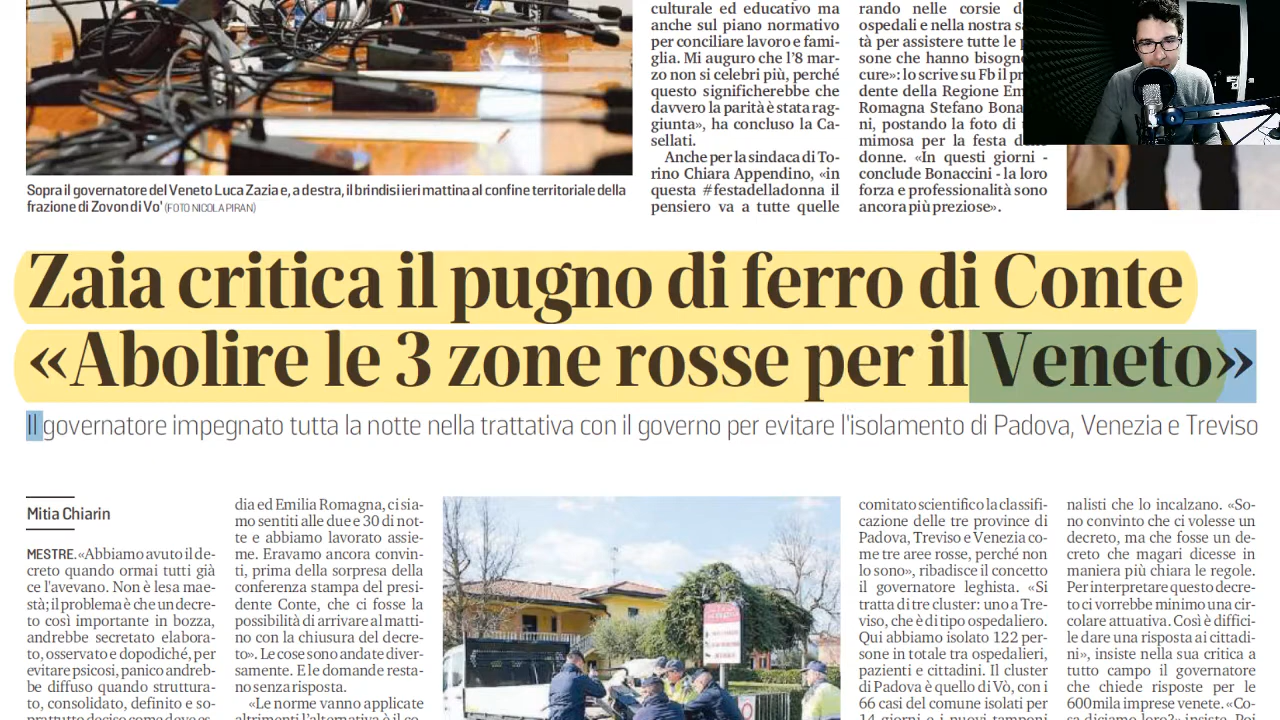 culturale ed educativo ma
anche sul piano normativo
per conciliare lavoro e fami-
glia. Mi auguro che l'8 mar-
zo non si celebri più, perché
questo significherebbe che
davvero la parità è stata rag-
giunta», ha concluso la Ca-
sellati.
Anche per la sindaca di To-
rino Chiara Appendino, «in
questa #festadelladonna il
pensiero va a tutte quelle
rando nelle corsie
ospedali e nella nostra
tà per assistere tutte le
sone che hanno bisogno
cure»: lo scrive su Fb il
dente della Regione
Romagna Stefano
ni, postando la foto di
mimosa per la festa
donne. «In questi giorni -
conclude Bonaccini - la loro
forza e professionalità sono
ancora più preziose».
Sopra il governatore del Veneto Luca Zazia e, a destra, il brindisi ieri mattina al confine territoriale della
frazione di Zovon di Vo' (FOTO NICOLA PIRAN)
Zaia critica il pugno di ferro di Conte
«Abolire le 3 zone rosse per il Veneto»
Il governatore impegnato tutta la notte nella trattativa con il governo per evitare l'isolamento di Padova, Venezia e Treviso
Mitia Chiarin
MESTRE. «Abbiamo avuto il de-
creto quando ormai tutti già
ce l'avevano. Non è lesa mae-
stà; il problema è che un decre-
to così importante in bozza,
andrebbe secretato elabora-
to, osservato e dopodiché, per
evitare psicosi, panico andreb-
be diffuso quando struttura-
to, consolidato, definito e so-
prattutto deciso come deve es-
dia ed Emilia Romagna, ci sia-
mo sentiti alle due e 30 di not-
te e abbiamo lavorato assie-
me. Eravamo ancora convin-
ti, prima della sorpresa della
conferenza stampa del presi-
dente Conte, che ci fosse la
possibilità di arrivare al matti-
no con la chiusura del decre-
to». Le cose sono andate diver-
samente. E le domande resta-
no senza risposta.
«Le norme vanno applicate
altrimenti l'alternativa è il co-
comitato scientifico la classifi-
cazione delle tre province di
Padova, Treviso e Venezia co-
me tre aree rosse, perché non
lo sono», ribadisce il concetto
il governatore leghista. «Si
tratta di tre cluster: uno a Tre-
viso, che è di tipo ospedaliero.
Qui abbiamo isolato 122 per-
sone in totale tra ospedalieri,
pazienti e cittadini. Il cluster
di Padova è quello di Vò, con i
66 casi del comune isolati per
14 giorni e i nuovi tamponi
nalisti che lo incalzano. «So-
no convinto che ci volesse un
decreto, ma che fosse un de-
creto che magari dicesse in
maniera più chiara le regole.
Per interpretare questo decre-
to ci vorrebbe minimo una cir-
colare attuativa. Così è diffici-
le dare una risposta ai cittadi-
ni», insiste nella sua critica a
tutto campo il governatore
che chiede risposte per le
600mila imprese venete. «Co-
sa diciamo loro?» insiste. Poi